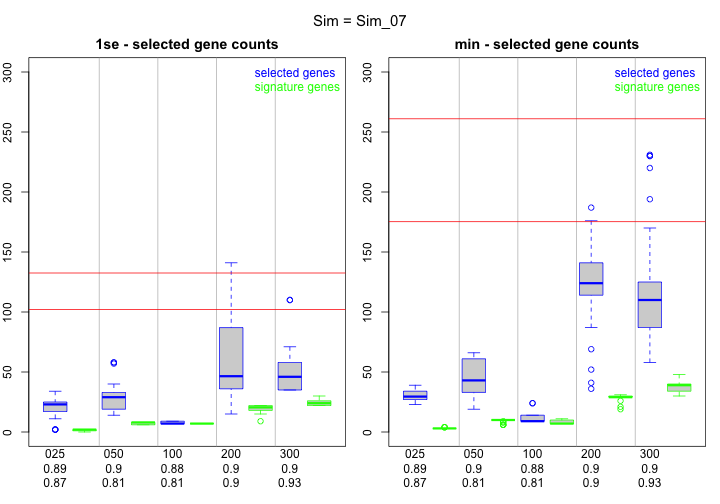 Sim = Sim_07
1se - selected gene counts
selected genes
signature genes
300
250
200
150
100
50
0
025 050 100 200 300
0.89 0.9 0.88 0.9 0.9
0.87 0.81 0.81 0.9 0.93
min - selected gene counts
selected genes
signature genes
300
250
200
150
100
50
0
025 050 100 200 300
0.89 0.9 0.88 0.9 0.9
0.87 0.81 0.81 0.9 0.93